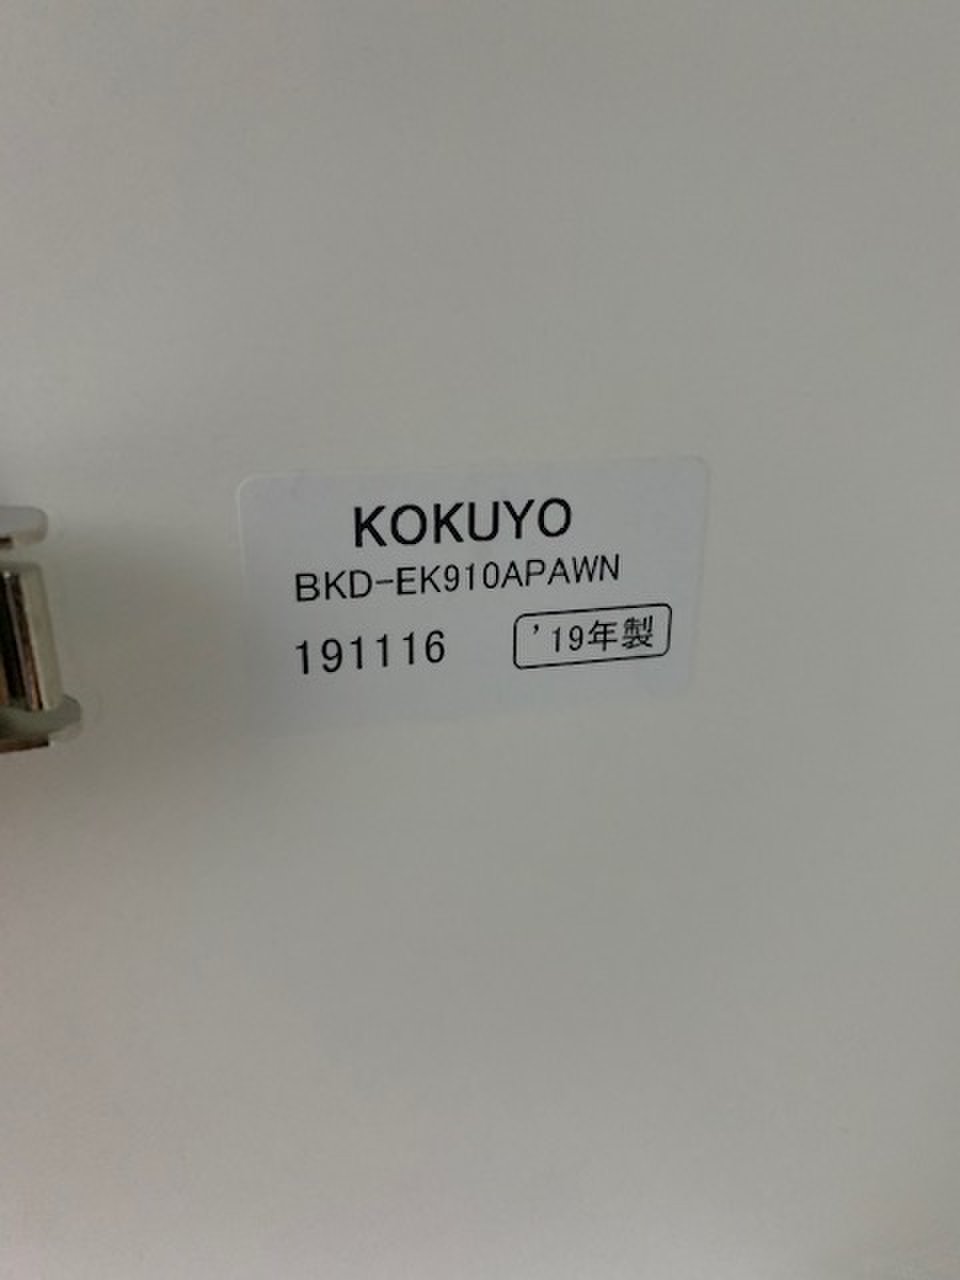 KOKUYO
BKD-EK910APAWN
191116 '19年製